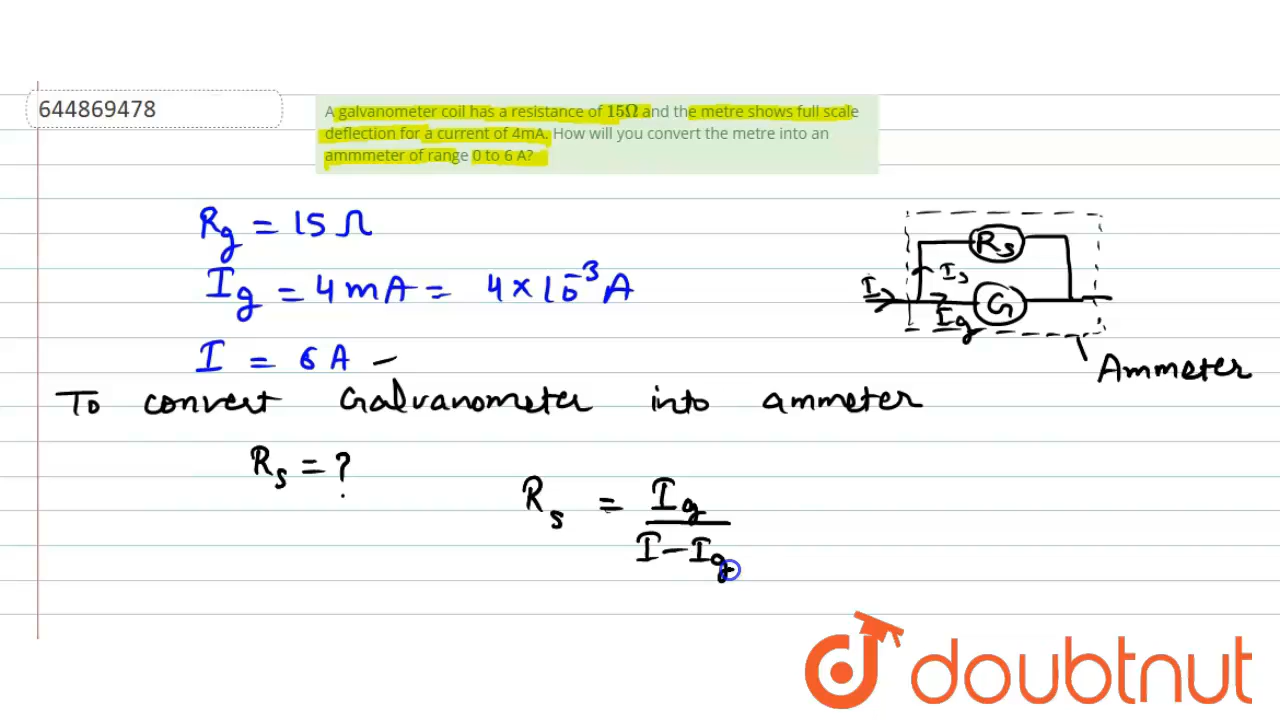 644869478
A galvanometer coil has a resistance of 15Ω and the metre shows full scale
deflection for a current of 4mA. How will you convert the metre into an
ammmeter of range 0 to 6 A?
Rg = 15 Ω
Ig = 4 mA = 4 × 10⁻³ A
I = 6 A –
To convert Galvanometer into ammeter
Rs = ?
Rs = Ig
I – Ig
Rs
Is
I
Ig
G
Ammeter
doubtnut